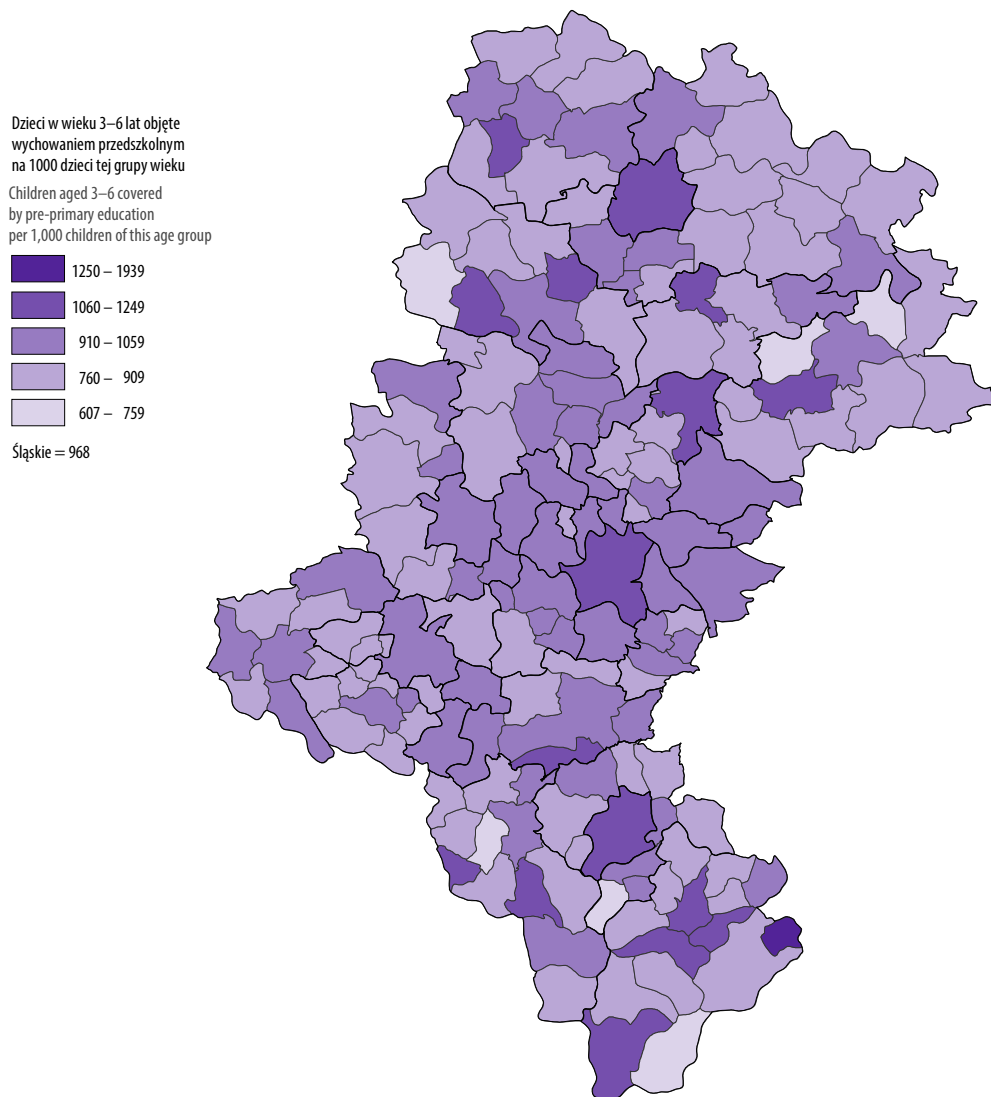 Dzieci w wieku 3–6 lat objęte
wychowaniem przedszkolnym
na 1000 dzieci tej grupy wieku
Children aged 3–6 covered
by pre-primary education
per 1,000 children of this age group
1250 – 1939
1060 – 1249
910 – 1059
760 – 909
607 – 759
Śląskie = 968